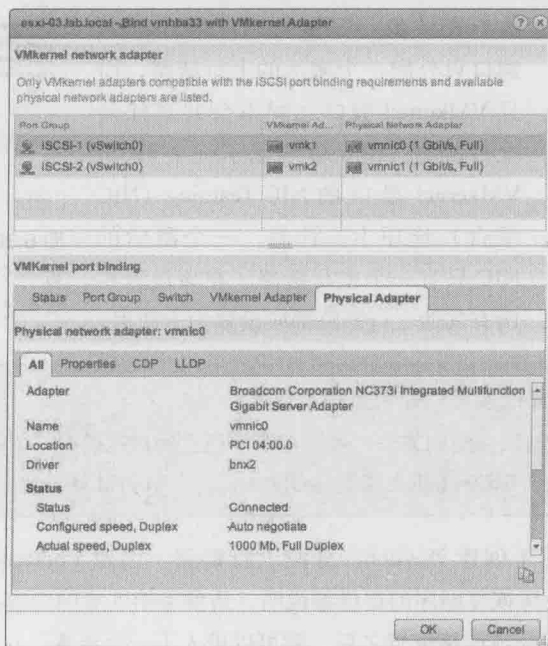 esxi-03.lab.local - Bind vmhba33 with VMkernel Adapter
VMkernel network adapter
Only VMkernel adapters compatible with the iSCSI port binding requirements and available
physical network adapters are listed.
Port Group VMkernel Ad... Physical Network Adapter
iSCSI-1 (vSwitch0) vmk1 vmnic0 (1 Gbit/s, Full)
iSCSI-2 (vSwitch0) vmk2 vmnic1 (1 Gbit/s, Full)
VMKernel port binding
Status Port Group Switch VMkernel Adapter Physical Adapter
Physical network adapter: vmnic0
All Properties CDP LLDP
Adapter Broadcom Corporation NC373i Integrated Multifunction
Gigabit Server Adapter
Name vmnic0
Location PCI 04:00.0
Driver bnx2
Status
Status Connected
Configured speed, Duplex Auto negotiate
Actual speed, Duplex 1000 Mb, Full Duplex
OK Cancel